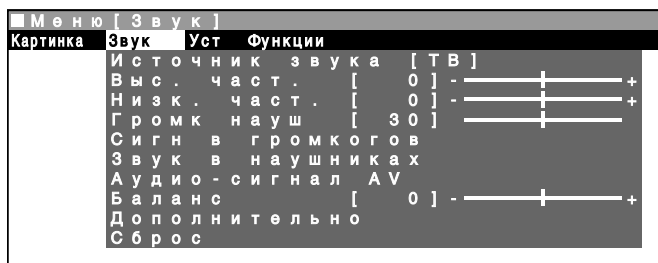 Меню [Звук]
Картинка Звук Уст Функции
Источник звука [ТВ]
Выс. част. [ 0] - +
Низк. част. [ 0] - +
Громк науш [ 30]
Сигн в громкогов
Звук в наушниках
Аудио-сигнал AV
Баланс [ 0] - +
Дополнительно
Сброс